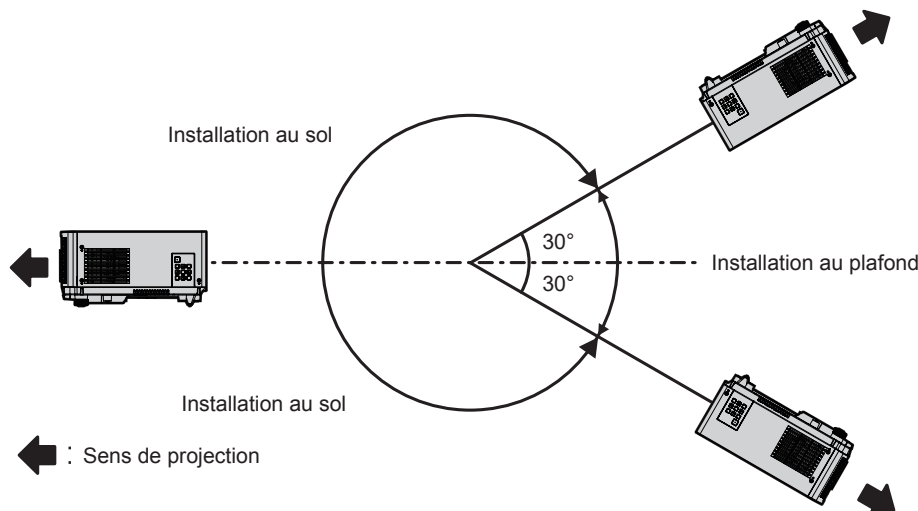 Installation au sol
30°
30°
Installation au plafond
Installation au sol
: Sens de projection